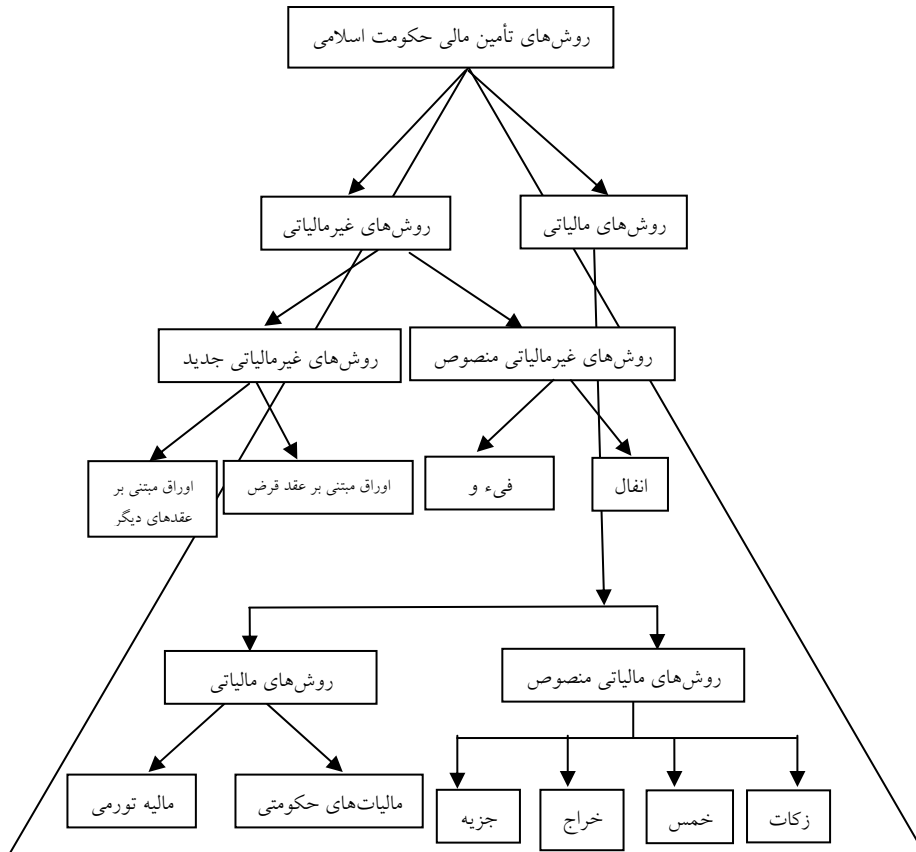 روش‌های تأمین مالی حکومت اسلامی
روش‌های مالیاتی
روش‌های غیرمالیاتی
روش‌های غیرمالیاتی منصوص
روش‌های غیرمالیاتی جدید
انفال
فیء و
اوراق مبتنی بر عقد قرض
اوراق مبتنی بر
عقدهای دیگر
روش‌های مالیاتی منصوص
روش‌های مالیاتی
زکات
خمس
خراج
جزیه
مالیات‌های حکومتی
مالیه تورمی